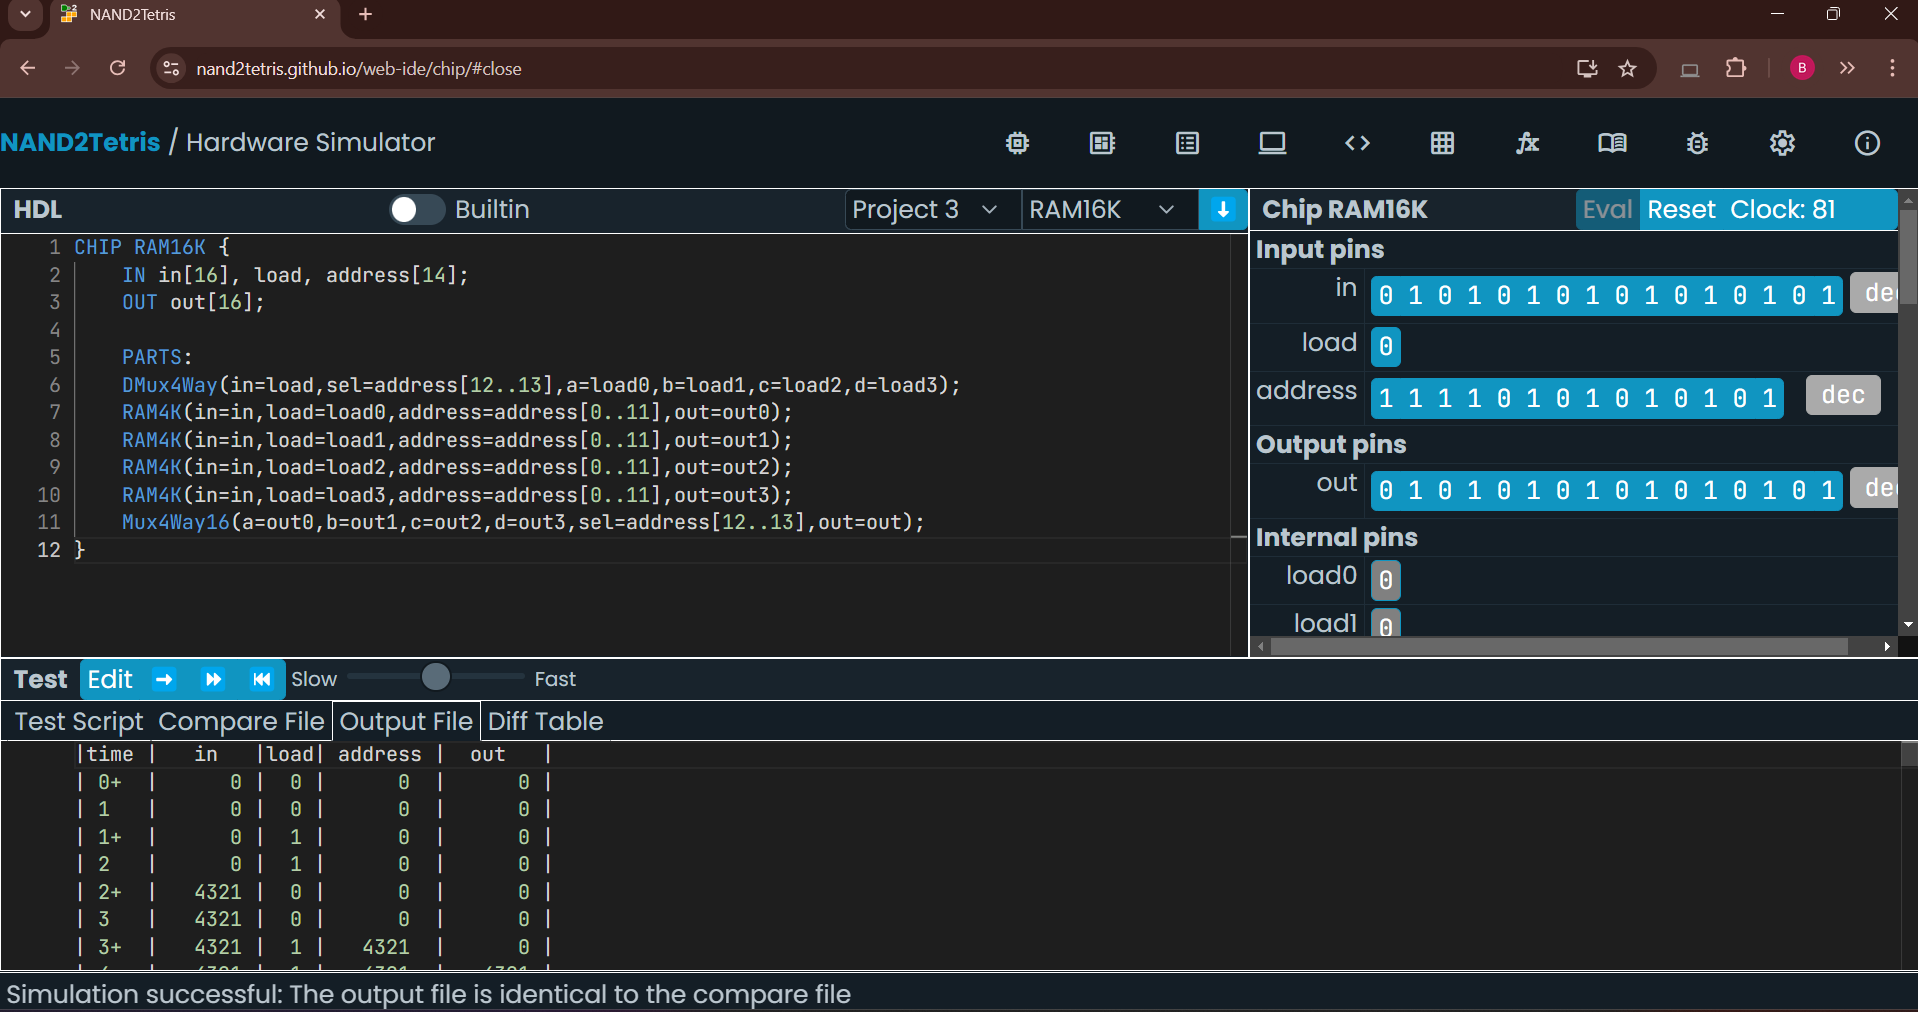 NAND2Tetris
nand2tetris.github.io/web-ide/chip/#close
B
NAND2Tetris / Hardware Simulator
HDL
Builtin
Project 3
RAM16K
1 CHIP RAM16K {
2 IN in[16], load, address[14];
3 OUT out[16];
4
5 PARTS:
6 DMux4Way(in=load,sel=address[12..13],a=load0,b=load1,c=load2,d=load3);
7 RAM4K(in=in,load=load0,address=address[0..11],out=out0);
8 RAM4K(in=in,load=load1,address=address[0..11],out=out1);
9 RAM4K(in=in,load=load2,address=address[0..11],out=out2);
10 RAM4K(in=in,load=load3,address=address[0..11],out=out3);
11 Mux4Way16(a=out0,b=out1,c=out2,d=out3,sel=address[12..13],out=out);
12 }
Chip RAM16K
Eval
Reset
Clock: 81
Input pins
in 0 1 0 1 0 1 0 1 0 1 0 1 0 1 0 1
load 0
address 1 1 1 1 0 1 0 1 0 1 0 1 0 1 dec
Output pins
out 0 1 0 1 0 1 0 1 0 1 0 1 0 1 0 1
Internal pins
load0 0
load1 0
Test
Edit
Slow
Fast
Test Script Compare File Output File Diff Table
|time | in |load| address | out |
| 0+ | 0 | 0 | 0 | 0 |
| 1 | 0 | 0 | 0 | 0 |
| 1+ | 0 | 1 | 0 | 0 |
| 2 | 0 | 1 | 0 | 0 |
| 2+ | 4321 | 0 | 0 | 0 |
| 3 | 4321 | 0 | 0 | 0 |
| 3+ | 4321 | 1 | 4321 | 0 |
Simulation successful: The output file is identical to the compare file